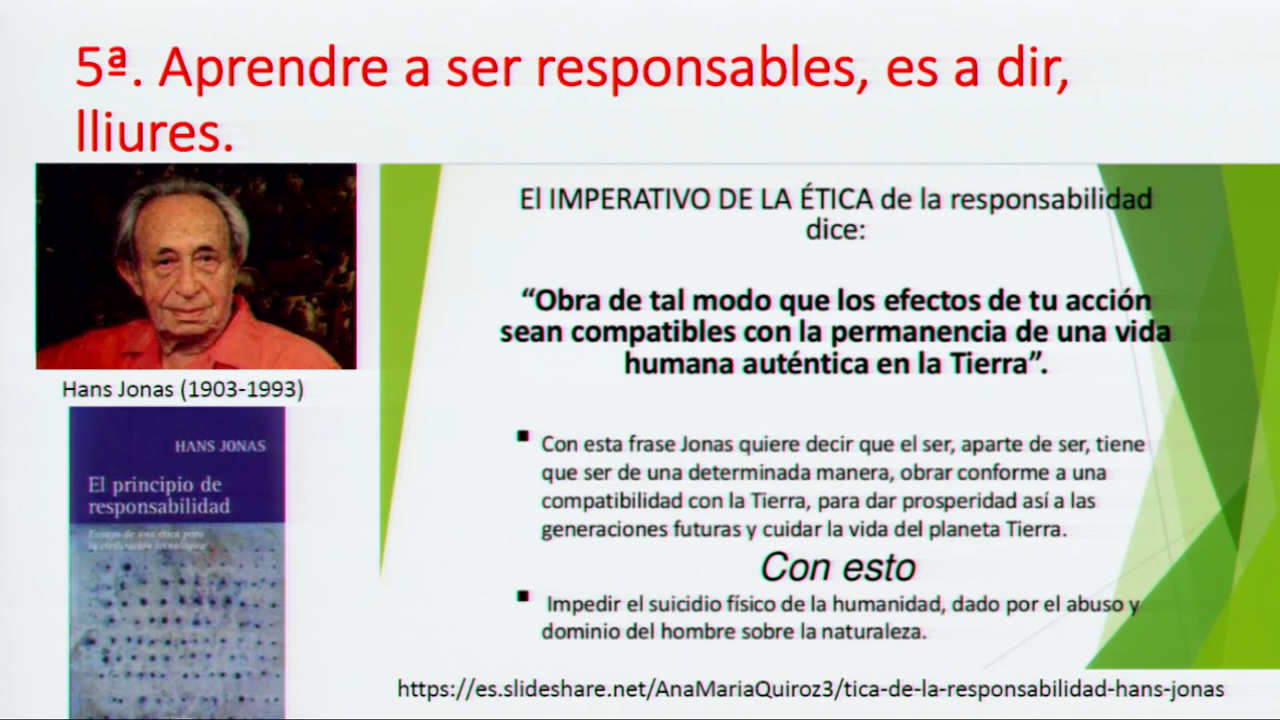 5ª. Aprendre a ser responsables, es a dir,
lliures.
El IMPERATIVO DE LA ÉTICA de la responsabilidad
dice:
“Obra de tal modo que los efectos de tu acción
sean compatibles con la permanencia de una vida
humana auténtica en la Tierra”.
Hans Jonas (1903-1993)
HANS JONAS
El principio de
responsabilidad
Ensayo de una ética para
la civilización tecnológica
Con esta frase Jonas quiere decir que el ser, aparte de ser, tiene
que ser de una determinada manera, obrar conforme a una
compatibilidad con la Tierra, para dar prosperidad así a las
generaciones futuras y cuidar la vida del planeta Tierra.
Con esto
Impedir el suicidio físico de la humanidad, dado por el abuso y
dominio del hombre sobre la naturaleza.
https://es.slideshare.net/AnaMariaQuiroz3/tica-de-la-responsabilidad-hans-jonas